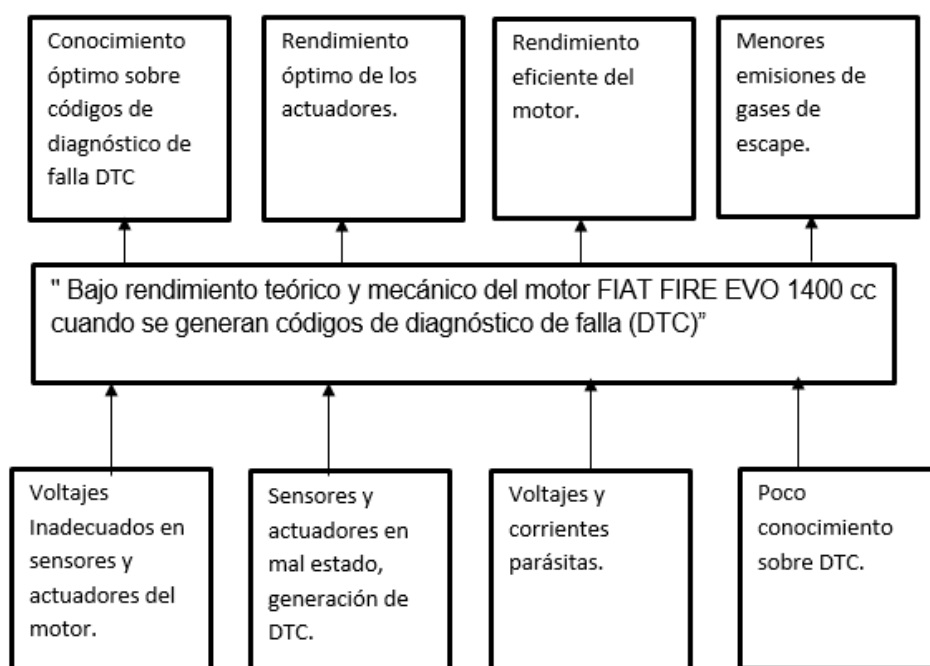 Conocimiento
óptimo sobre
códigos de
diagnóstico de
falla DTC
Rendimiento
óptimo de los
actuadores.
Rendimiento
eficiente del
motor.
Menores
emisiones de
gases de
escape.
" Bajo rendimiento teórico y mecánico del motor FIAT FIRE EVO 1400 cc
cuando se generan códigos de diagnóstico de falla (DTC)”
Voltajes
Inadecuados en
sensores y
actuadores del
motor.
Sensores y
actuadores en
mal estado,
generación de
DTC.
Voltajes y
corrientes
parásitas.
Poco
conocimiento
sobre DTC.